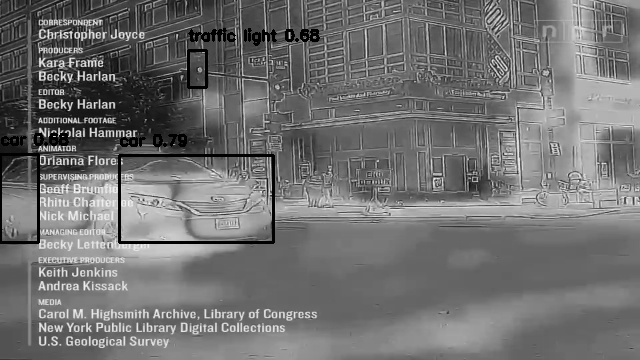 CORRESPONDENT
Christopher Joyce
traffic light 0.68
npr
PRODUCERS
Kara Frame
Becky Harlan
EDITOR
Becky Harlan
ADDITIONAL FOOTAGE
Nickolai Hammar
car
car 0.79
ANIMATOR
Orianna Flores
SUPERVISING PRODUCERS
Geoff Brumfiel
Rhitu Chatterjee
Nick Michael
MANAGING EDITOR
Becky Lettenberger
EXECUTIVE PRODUCERS
Keith Jenkins
Andrea Kissack
MEDIA
Carol M. Highsmith Archive, Library of Congress
New York Public Library Digital Collections
U.S. Geological Survey